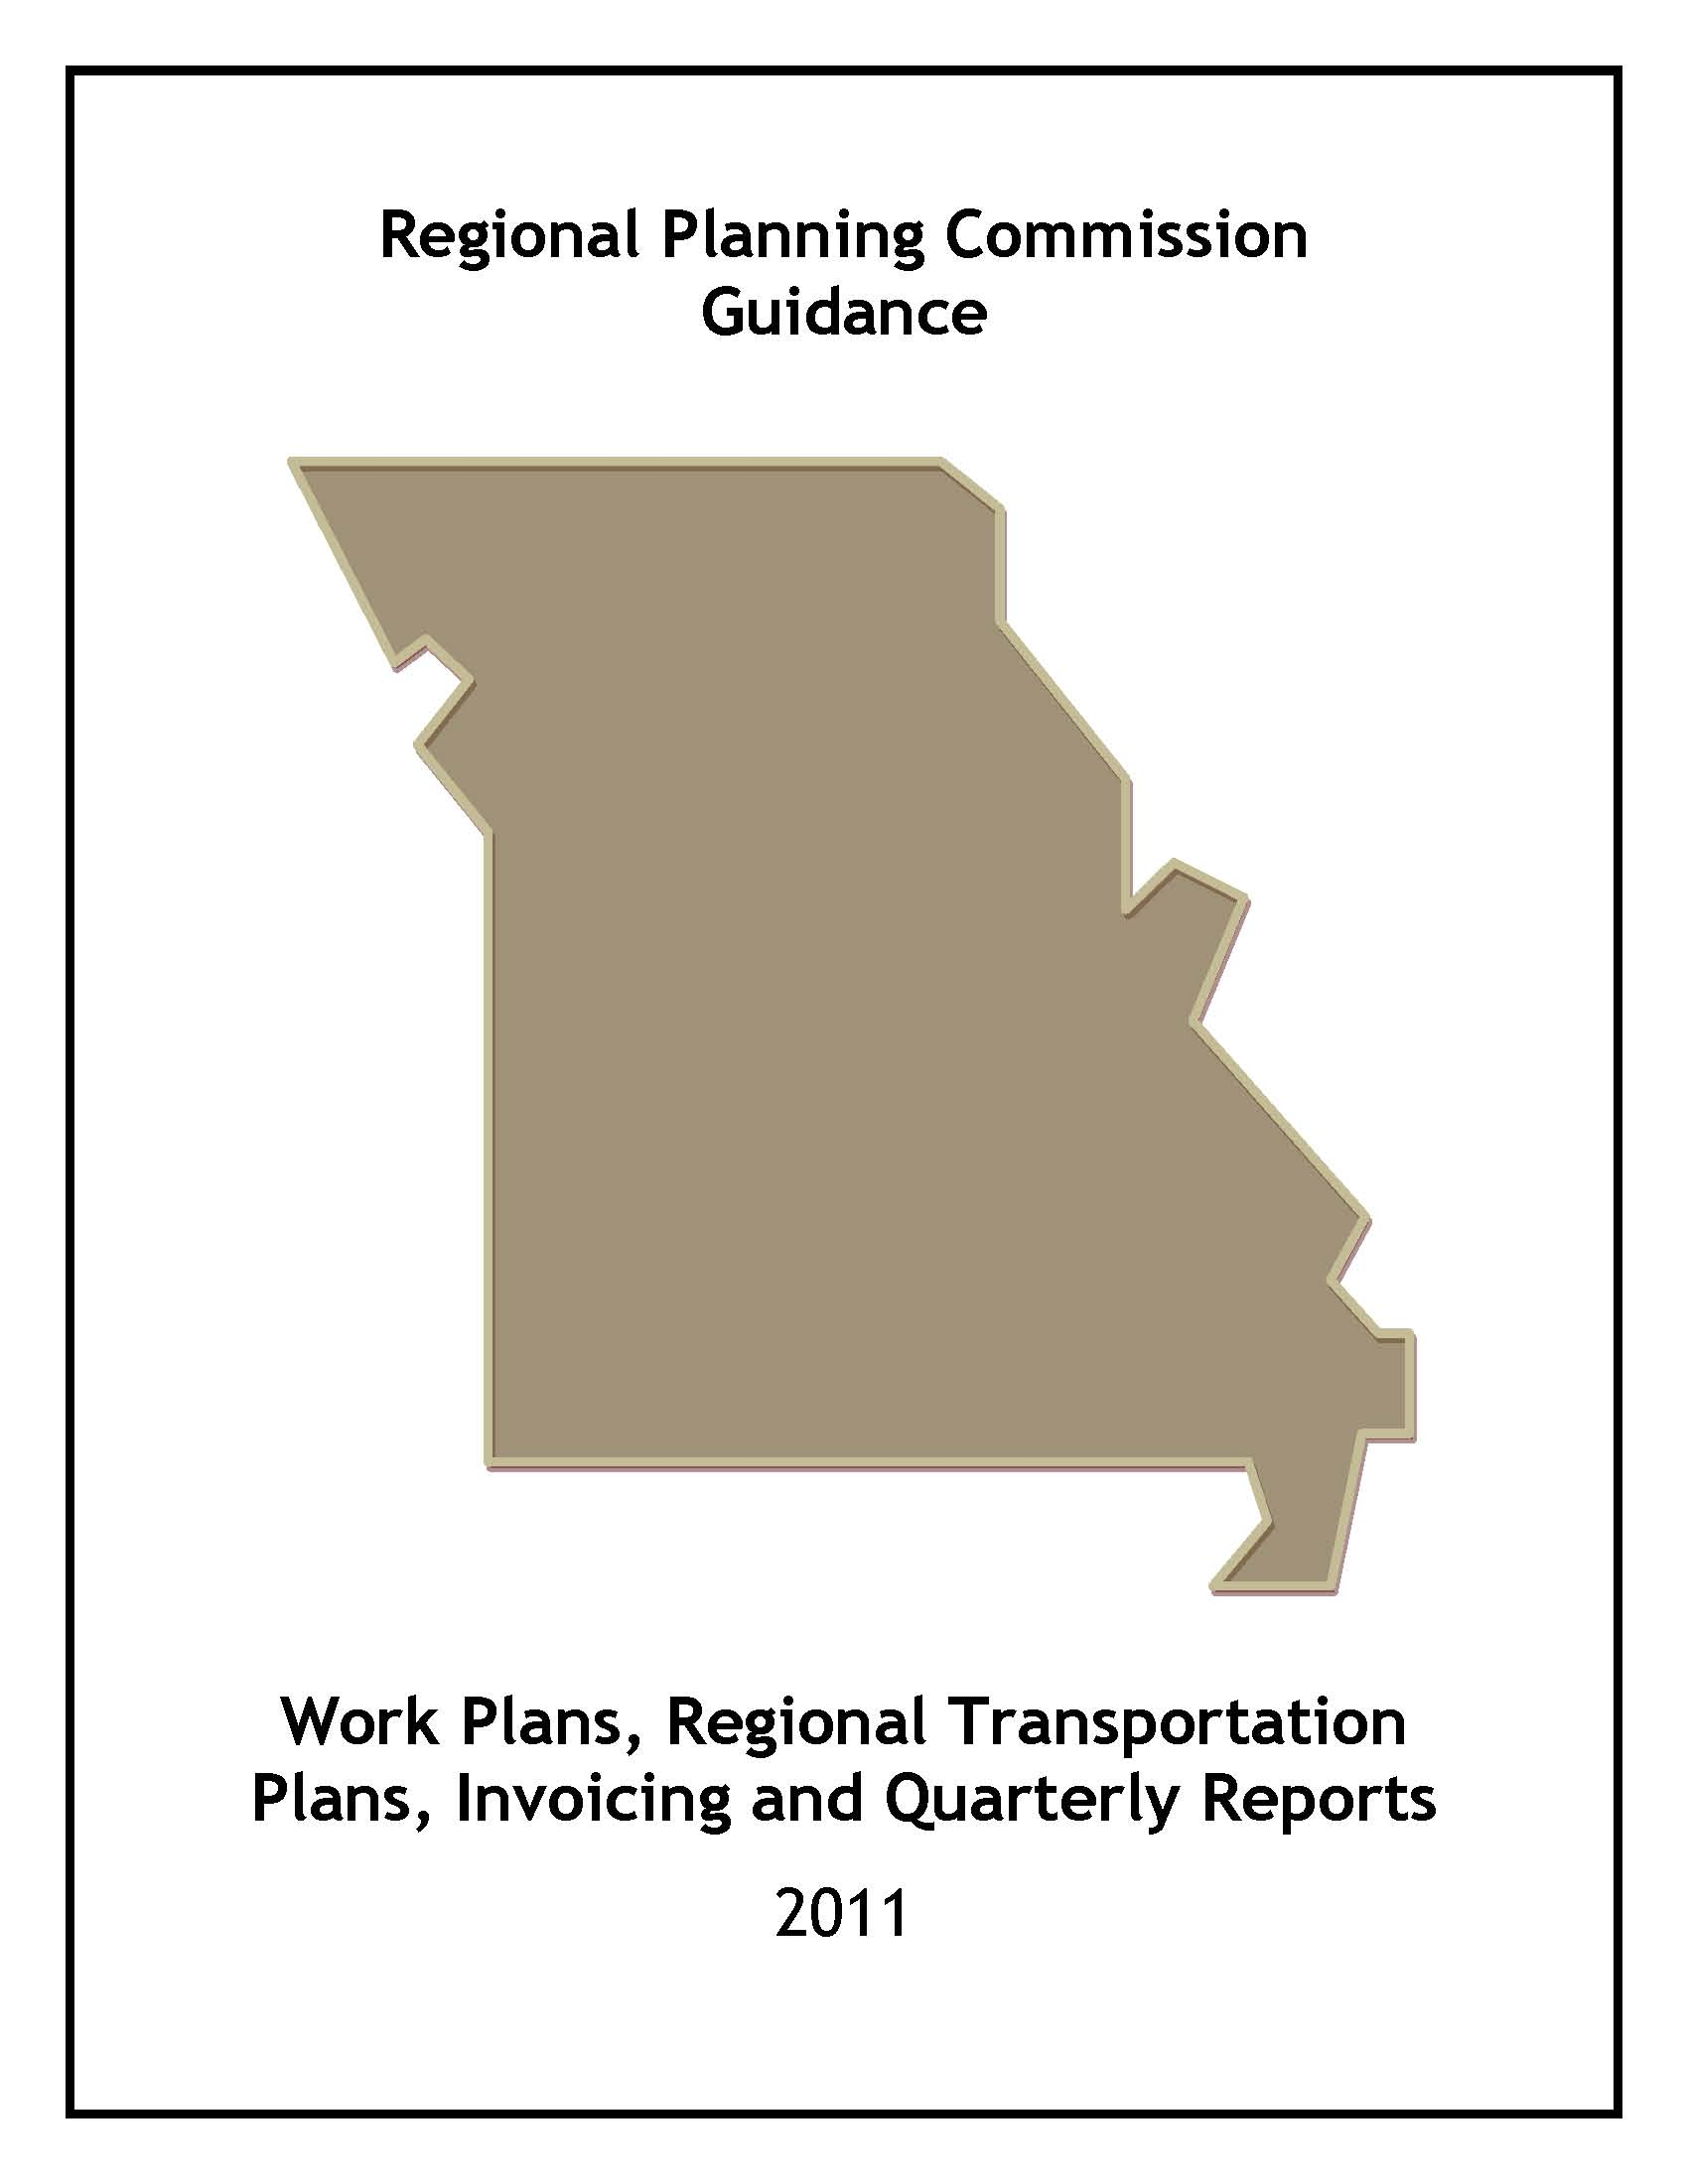 Regional Planning Commission
Guidance
Work Plans, Regional Transportation
Plans, Invoicing and Quarterly Reports
2011